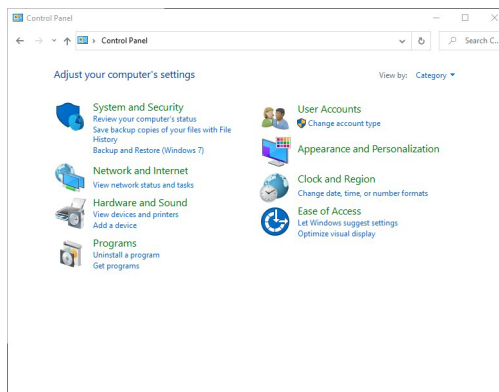 Control Panel
Control Panel
Search C...
Adjust your computer's settings
View by: Category
System and Security
Review your computer's status
Save backup copies of your files with File
History
Backup and Restore (Windows 7)
Network and Internet
View network status and tasks
Hardware and Sound
View devices and printers
Add a device
Programs
Uninstall a program
Get programs
User Accounts
Change account type
Appearance and Personalization
Clock and Region
Change date, time, or number formats
Ease of Access
Let Windows suggest settings
Optimize visual display